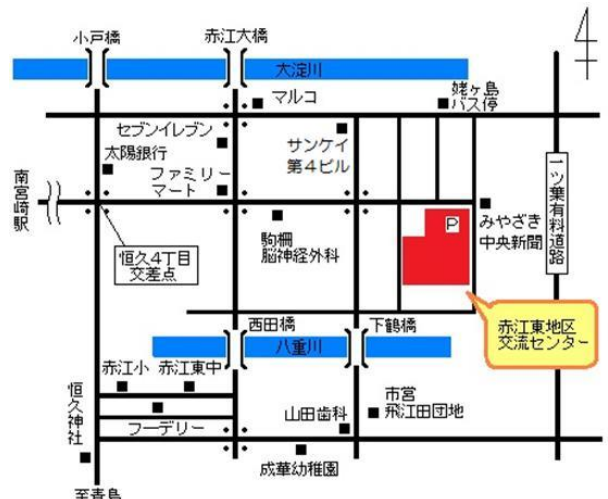 小戸橋
赤江大橋
大淀川
マルコ
姥ヶ島
バス停
セブンイレブン
サンケイ
第4ビル
太陽銀行
ファミリー
マート
南宮崎駅
一ツ葉有料道路
P
みやざき
中央新聞
恒久4丁目
交差点
駒柵
脳神経外科
赤江東地区
交流センター
西田橋
下鶴橋
八重川
赤江小
赤江東中
恒久神社
フーデリー
山田歯科
市営
飛江田団地
成華幼稚園
至青島